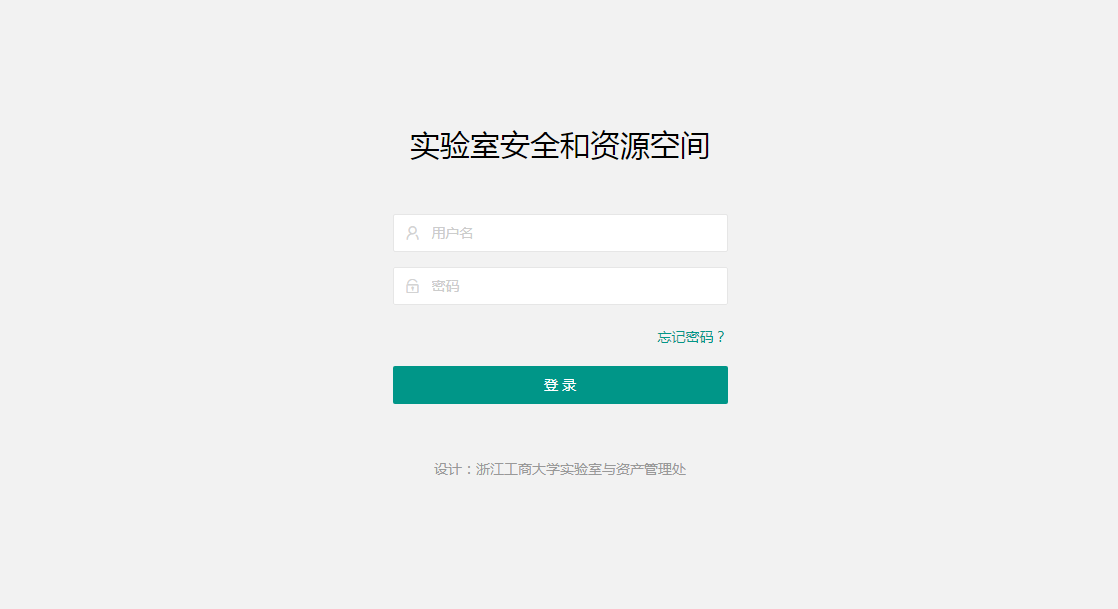 实验室安全和资源空间
用户名
密码
忘记密码？
登 录
设计：浙江工商大学实验室与资产管理处